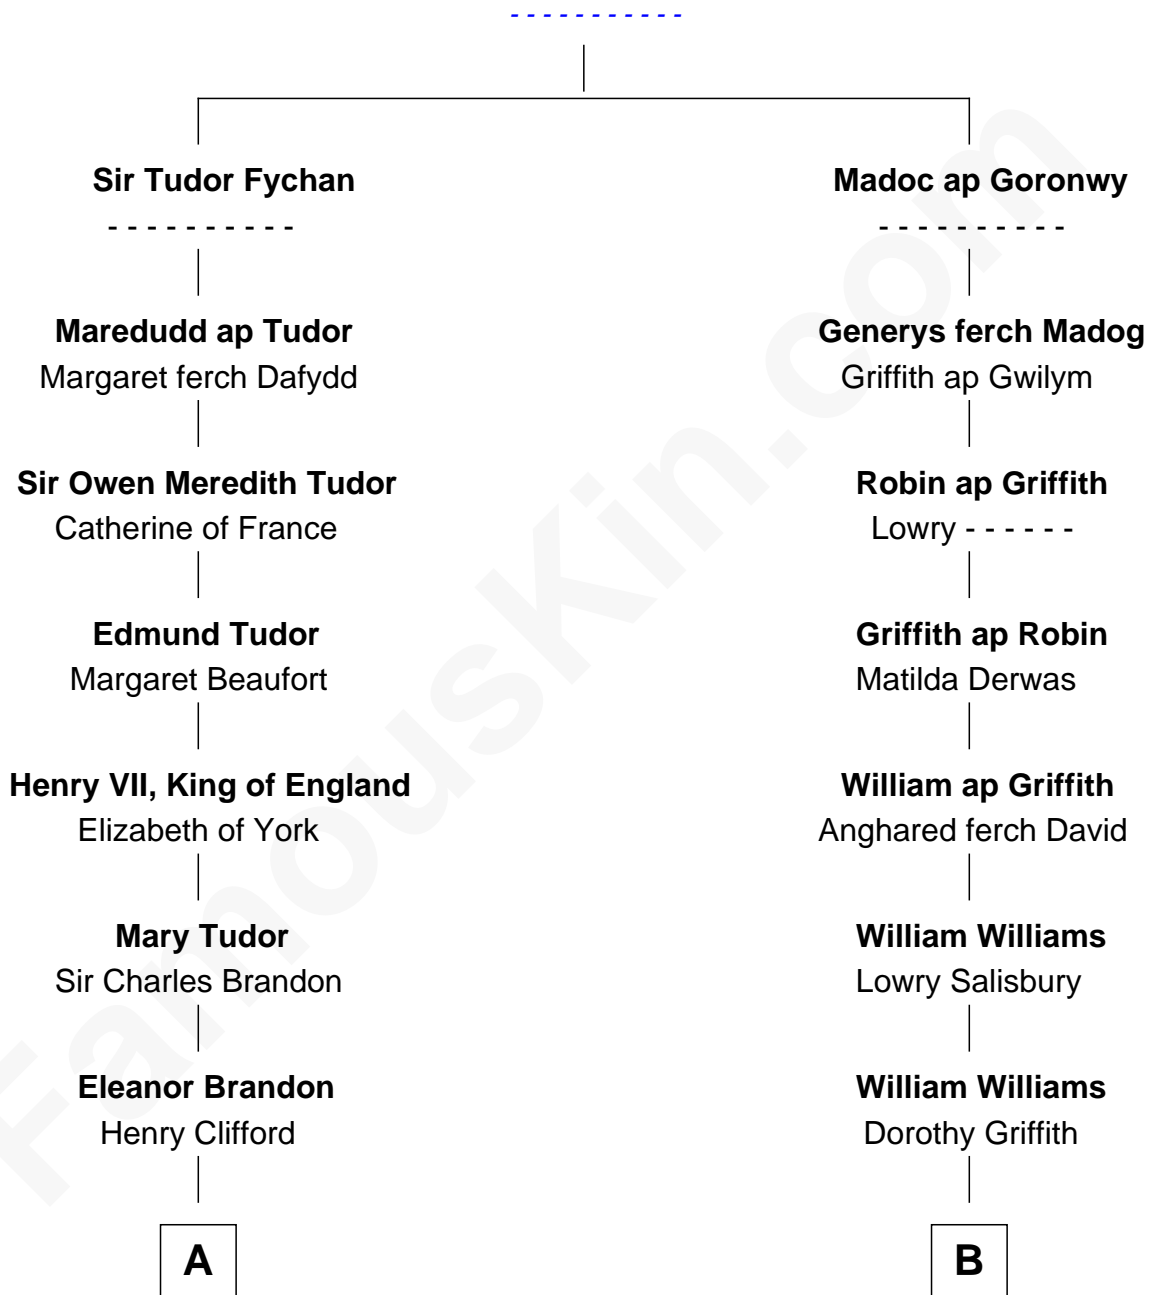 - - - - - - - - - - -
Sir Tudor Fychan
- - - - - - - - - -
Maredudd ap Tudor
Margaret ferch Dafydd
Sir Owen Meredith Tudor
Catherine of France
Edmund Tudor
Margaret Beaufort
Henry VII, King of England
Elizabeth of York
Mary Tudor
Sir Charles Brandon
Eleanor Brandon
Henry Clifford
A
Madoc ap Goronwy
- - - - - - - - - -
Generys ferch Madog
Griffith ap Gwilym
Robin ap Griffith
Lowry - - - - - -
Griffith ap Robin
Matilda Derwas
William ap Griffith
Anghared ferch David
William Williams
Lowry Salisbury
William Williams
Dorothy Griffith
B
FamousKin.com